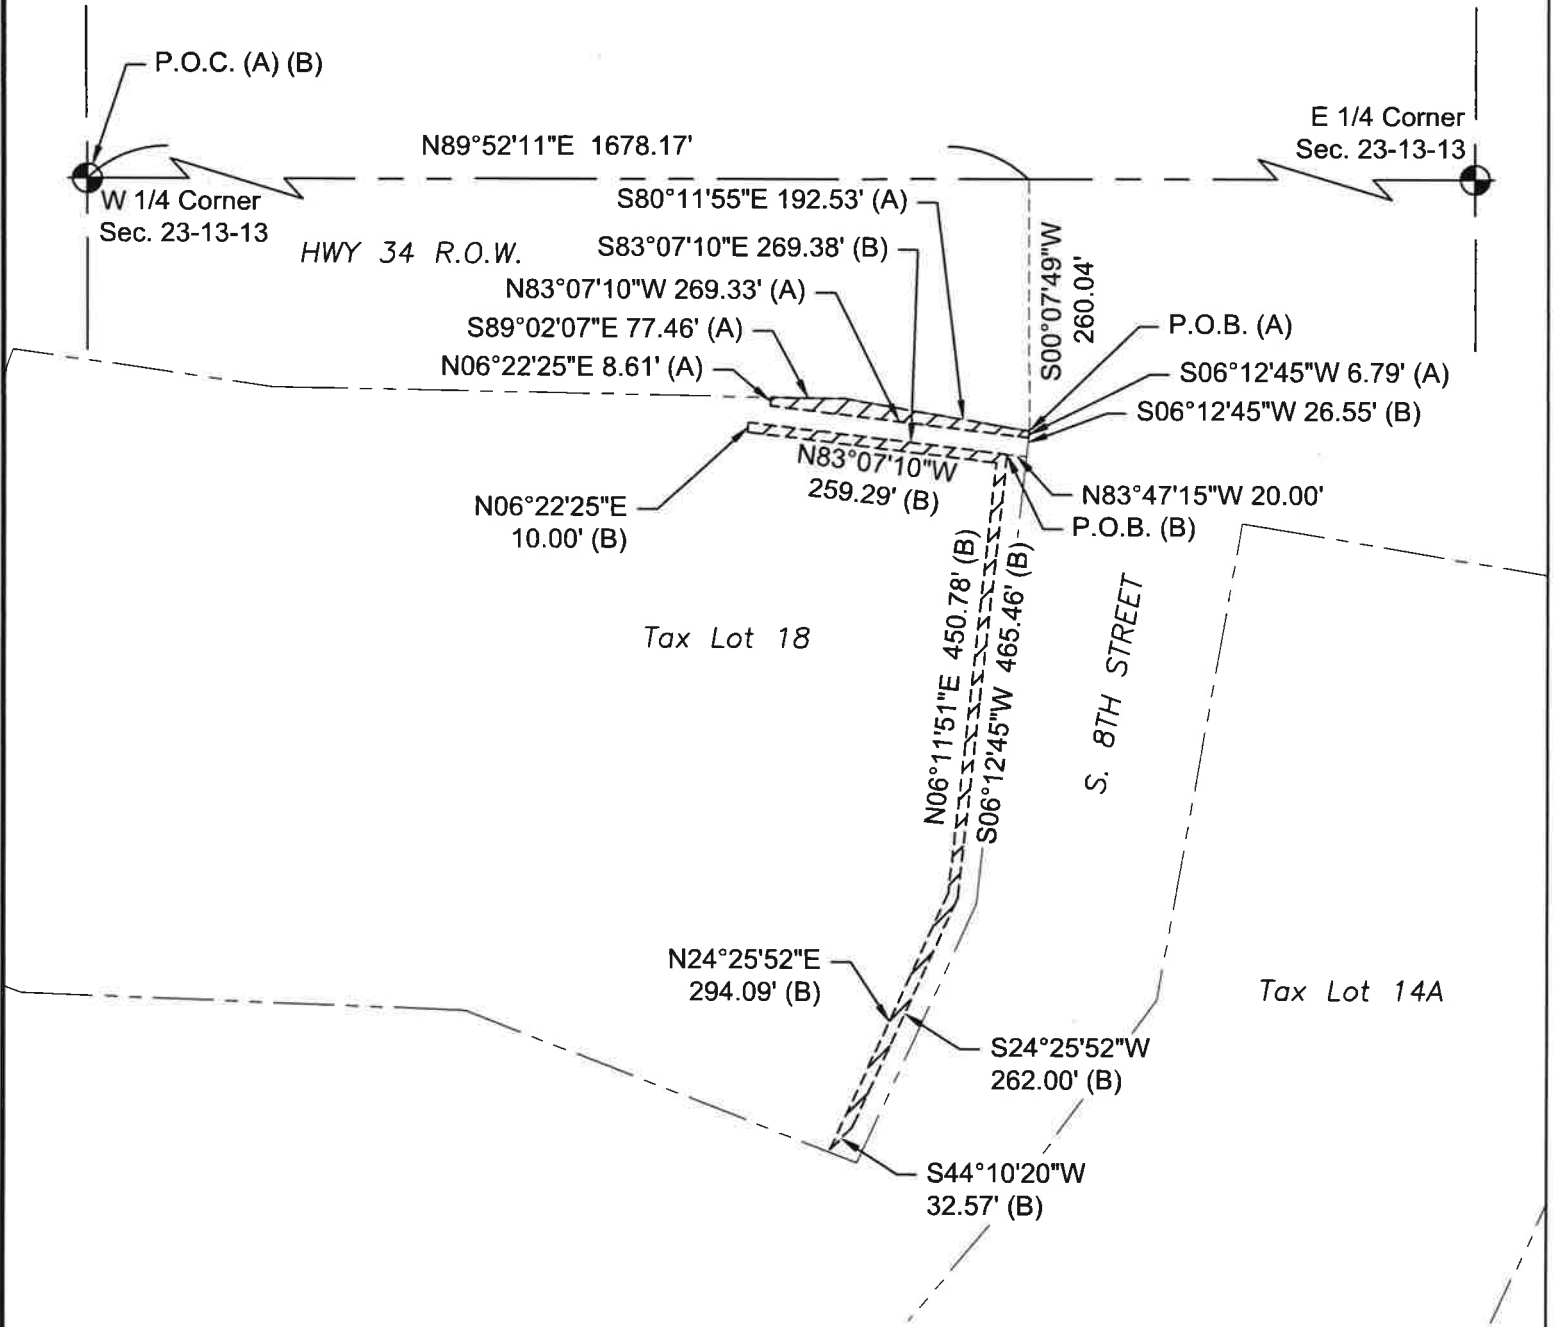 P.O.C. (A) (B)
E 1/4 Corner
Sec. 23-13-13
N89°52'11"E 1678.17'
W 1/4 Corner
Sec. 23-13-13
S80°11'55"E 192.53' (A)
HWY 34 R.O.W.
S83°07'10"E 269.38' (B)
S00°07'49"W
260.04'
N83°07'10"W 269.33' (A)
S89°02'07"E 77.46' (A)
P.O.B. (A)
N06°22'25"E 8.61' (A)
S06°12'45"W 6.79' (A)
S06°12'45"W 26.55' (B)
N83°07'10"W
259.29' (B)
N83°47'15"W 20.00'
N06°22'25"E
10.00' (B)
P.O.B. (B)
N06°11'51"E 450.78' (B)
S06°12'45"W 465.46' (B)
Tax Lot 18
S. 8TH STREET
N24°25'52"E
294.09' (B)
Tax Lot 14A
S24°25'52"W
262.00' (B)
S44°10'20"W
32.57' (B)